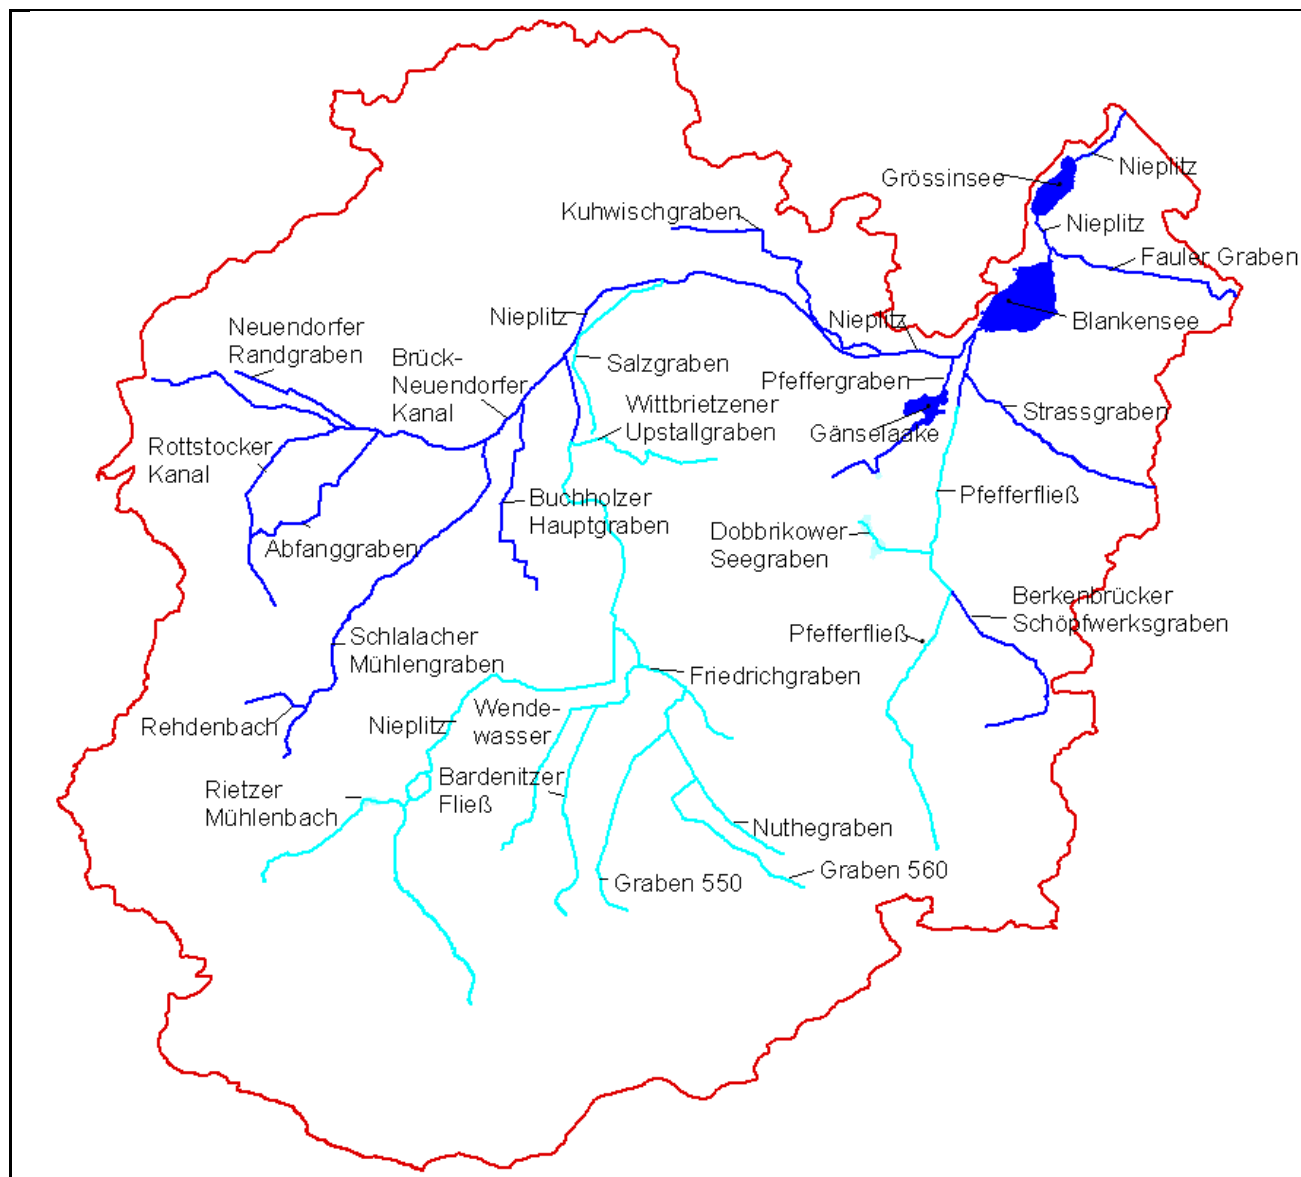 Nieplitz
Grössinsee
Kuhwischgraben
Nieplitz
Fauler Graben
Nieplitz
Nieplitz
Blankensee
Neuendorfer
Randgraben
Brück-
Neuendorfer
Kanal
Salzgraben
Pfeffergraben
Wittbrietzener
Upstallgraben
Gänselaake
Strassgraben
Rottstocker
Kanal
Buchholzer
Hauptgraben
Pfefferfließ
Abfanggraben
Dobbrikower
Seegraben
Berkenbrücker
Schöpfwerksgraben
Schlalacher
Mühlengraben
Pfefferfließ
Friedrichgraben
Rehdenbach
Nieplitz
Wende-
wasser
Rietzer
Mühlenbach
Bardenitzer
Fließ
Nuthegraben
Graben 550
Graben 560